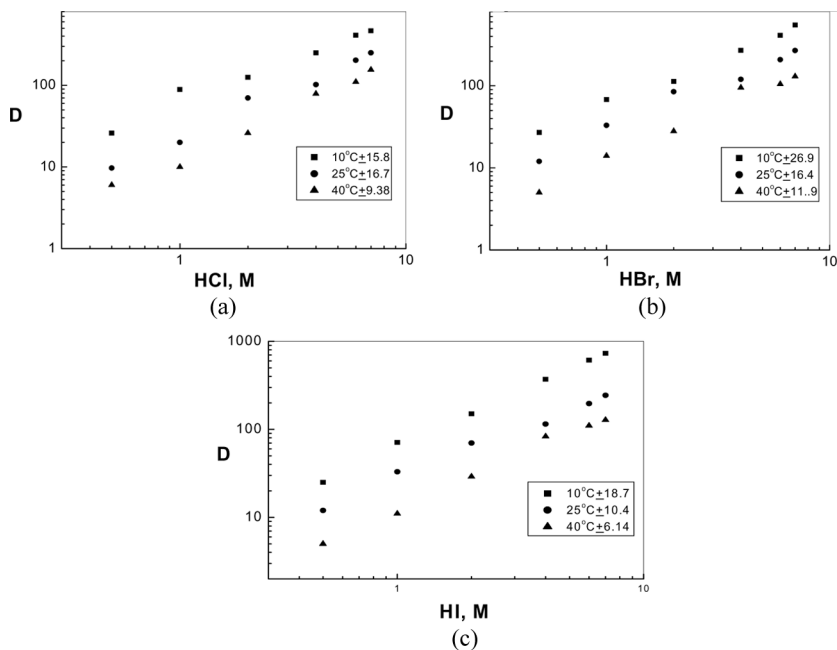 100
D
10
1
1
10
10°C±15.8
25°C±16.7
40°C±9.38
HCl, M
(a)
100
D
10
1
1
10
10°C±26.9
25°C±16.4
40°C±11..9
HBr, M
(b)
1000
100
D
10
1
10
10°C±18.7
25°C±10.4
40°C±6.14
HI, M
(c)